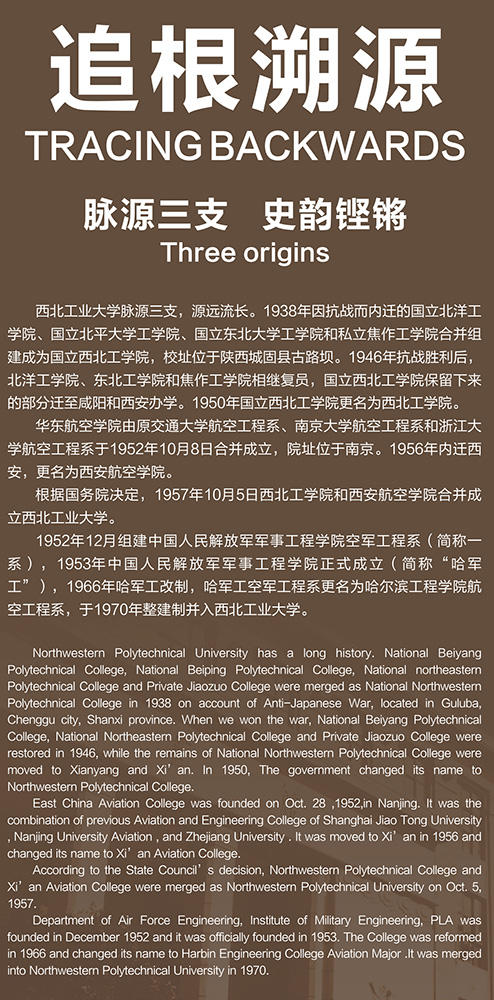 追根溯源
TRACING BACKWARDS
脉源三支 史韵铿锵
Three origins
西北工业大学脉源三支，源远流长。1938年因抗战而内迁的国立北洋工
学院、国立北平大学工学院、国立东北大学工学院和私立焦作工学院合并组
建成为国立西北工学院，校址位于陕西城固县古路坝。1946年抗战胜利后，
北洋工学院、东北工学院和焦作工学院相继复员，国立西北工学院保留下来
的部分迁至咸阳和西安办学。1950年国立西北工学院更名为西北工学院。
华东航空学院由原交通大学航空工程系、南京大学航空工程系和浙江大
学航空工程系于1952年10月8日合并成立，院址位于南京。1956年内迁西
安，更名为西安航空学院。
根据国务院决定，1957年10月5日西北工学院和西安航空学院合并成
立西北工业大学。
1952年12月组建中国人民解放军军事工程学院空军工程系（简称一
系），1953年中国人民解放军军事工程学院正式成立（简称“哈军
工”），1966年哈军工改制，哈军工空军工程系更名为哈尔滨工程学院航
空工程系，于1970年整建制并入西北工业大学。
Northwestern Polytechnical University has a long history. National Beiyang
Polytechnical College, National Beiping Polytechnical College, National northeastern
Polytechnical College and Private Jiaozuo College were merged as National Northwestern
Polytechnical College in 1938 on account of Anti-Japanese War, located in Guluba,
Chenggu city, Shanxi province. When we won the war, National Beiyang Polytechnical
College, National Northeastern Polytechnical College and Private Jiaozuo College were
restored in 1946, while the remains of National Northwestern Polytechnical College were
moved to Xianyang and Xi’an. In 1950, The government changed its name to
Northwestern Polytechnical College.
East China Aviation College was founded on Oct. 28 ,1952,in Nanjing. It was the
combination of previous Aviation and Engineering College of Shanghai Jiao Tong University
, Nanjing University Aviation , and Zhejiang University . It was moved to Xi’an in 1956 and
changed its name to Xi’an Aviation College.
According to the State Council’s decision, Northwestern Polytechnical College and
Xi’an Aviation College were merged as Northwestern Polytechnical University on Oct. 5,
1957.
Department of Air Force Engineering, Institute of Military Engineering, PLA was
founded in December 1952 and it was officially founded in 1953. The College was reformed
in 1966 and changed its name to Harbin Engineering College Aviation Major .It was merged
into Northwestern Polytechnical University in 1970.